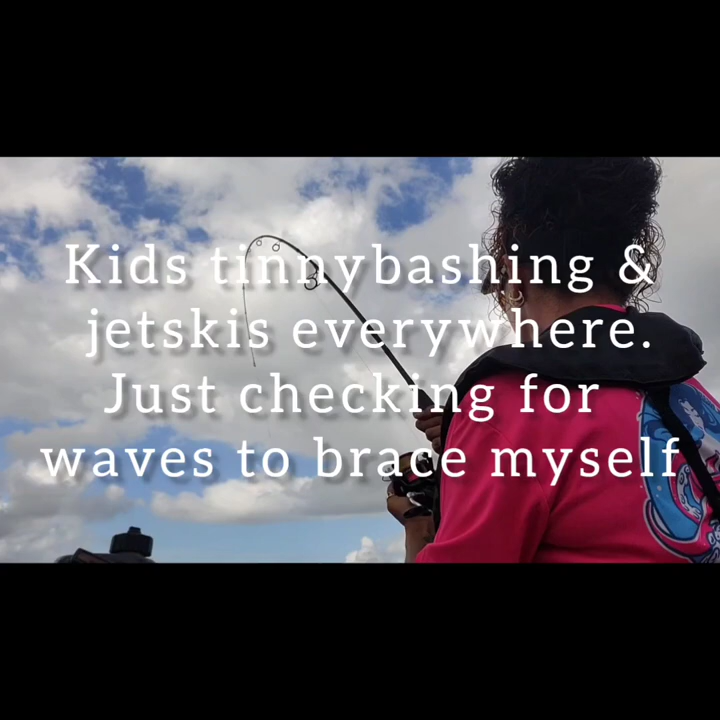 Kids tinnybashing &
jetskis everywhere.
Just checking for
waves to brace myself